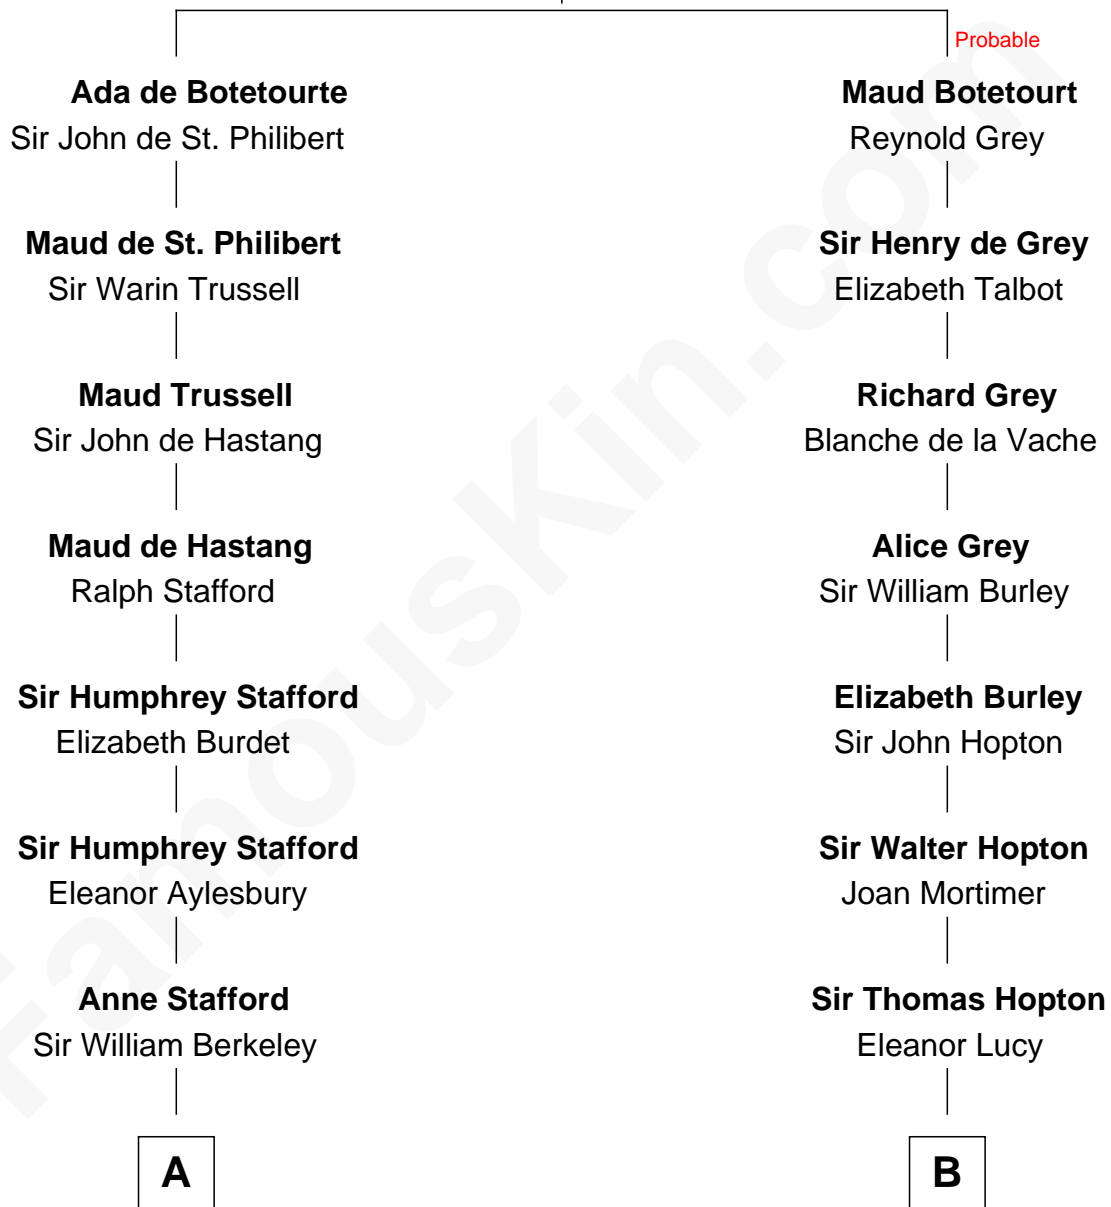 Probable
Ada de Botetourte
Sir John de St. Philibert
Maud Botetourt
Reynold Grey
Maud de St. Philibert
Sir Warin Trussell
Sir Henry de Grey
Elizabeth Talbot
Maud Trussell
Sir John de Hastang
Richard Grey
Blanche de la Vache
Maud de Hastang
Ralph Stafford
Alice Grey
Sir William Burley
Sir Humphrey Stafford
Elizabeth Burdet
Elizabeth Burley
Sir John Hopton
Sir Humphrey Stafford
Eleanor Aylesbury
Sir Walter Hopton
Joan Mortimer
Anne Stafford
Sir William Berkeley
Sir Thomas Hopton
Eleanor Lucy
A
B
FamousKin.com